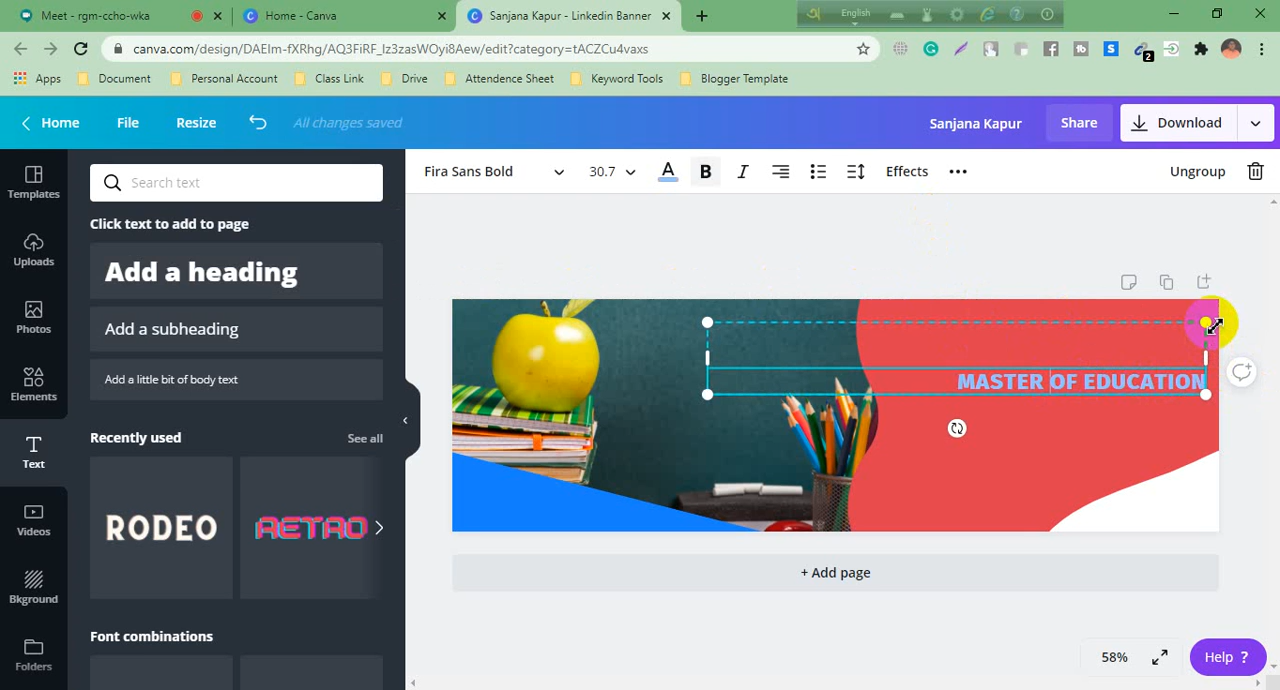 Meet - rgm-ccho-wka
Home - Canva
Sanjana Kapur - Linkedin Banner
English
canva.com/design/DAEIm-fXRhg/AQ3FiRF_lz3zasWOyi8Aew/edit?category=tACZCu4vaxs
2
Apps
Document
Personal Account
Class Link
Drive
Attendence Sheet
Keyword Tools
Blogger Template
Home
File
Resize
All changes saved
Sanjana Kapur
Share
Download
Templates
Uploads
Photos
Elements
Text
Videos
Bkground
Folders
Search text
Click text to add to page
Add a heading
Add a subheading
Add a little bit of body text
Recently used
See all
RODEO
RETRO
Font combinations
Fira Sans Bold
30.7
A
B
I
Effects
Ungroup
MASTER OF EDUCATION
+ Add page
58%
Help ?